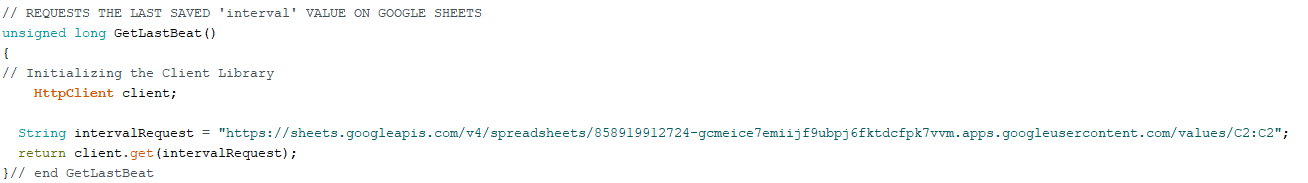 // REQUESTS THE LAST SAVED 'interval' VALUE ON GOOGLE SHEETS
unsigned long GetLastBeat()
{
// Initializing the Client Library
    HttpClient client;

  String intervalRequest = "https://sheets.googleapis.com/v4/spreadsheets/858919912724-gcmeice7emiijf9ubpj6fktdcfpk7vvm.apps.googleusercontent.com/values/C2:C2";
  return client.get(intervalRequest);
}// end GetLastBeat